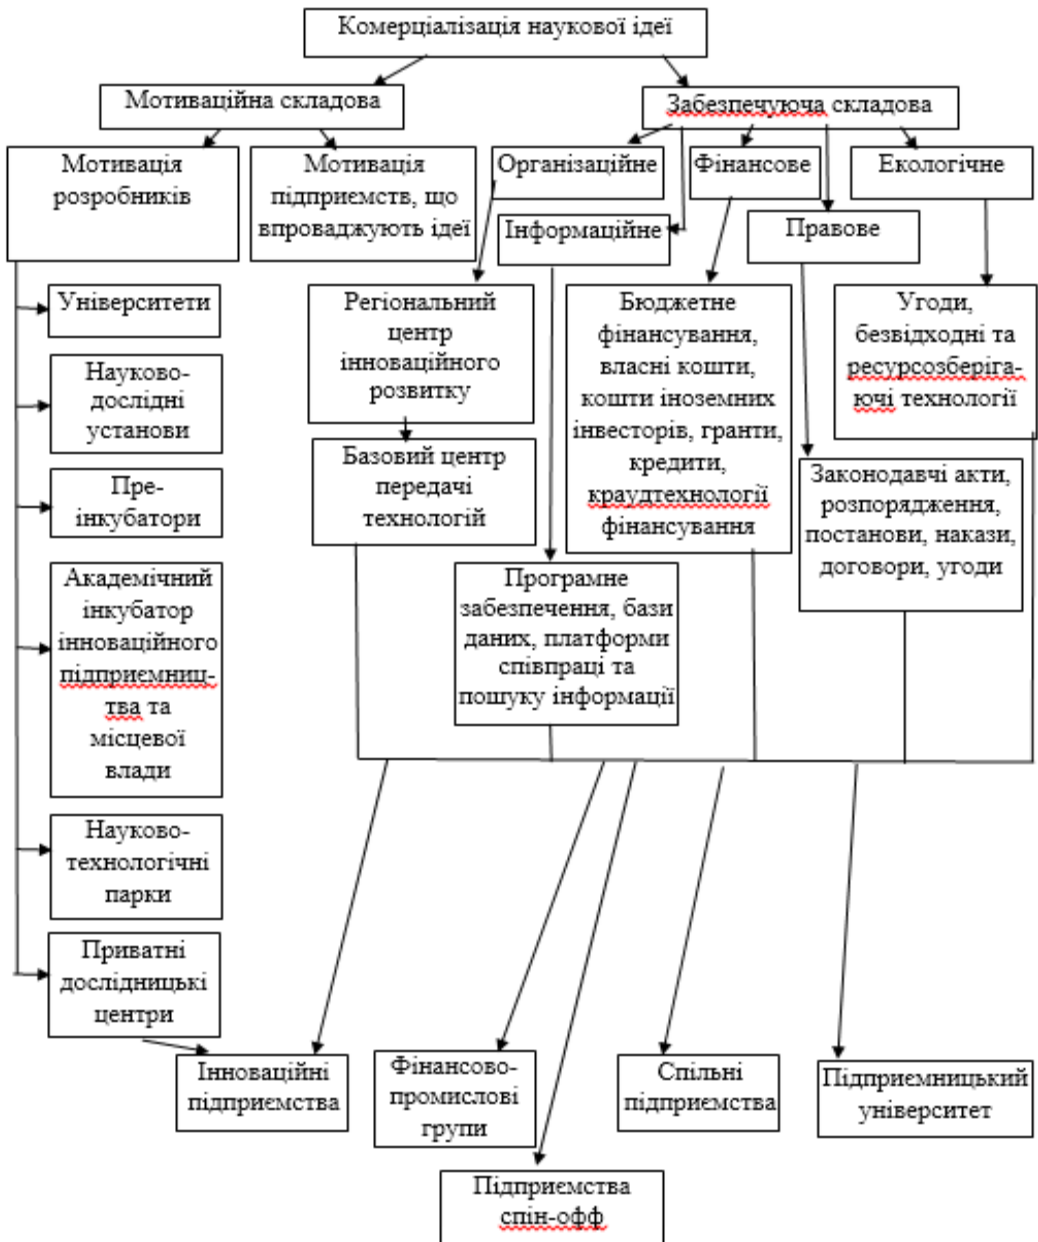 Комерціалізація наукової ідеї
Мотиваційна складова
Забезпечуюча складова
Мотивація
розробників
Мотивація
підприємств, що
впроваджують ідеї
Організаційне
Фінансове
Екологічне
Інформаційне
Правове
Університети
Науково-
дослідні
установи
Пре-
інкубатори
Академічний
інкубатор
інноваційного
підприємниц-
тва та
місцевої
влади
Науково-
технологічні
парки
Приватні
дослідницькі
центри
Регіональний
центр
інноваційного
розвитку
Базовий центр
передачі
технологій
Бюджетне
фінансування,
власні кошти,
кошти іноземних
інвесторів, гранти,
кредити,
краудтехнології
фінансування
Угоди,
безвідходні та
ресурсозберіга-
ючі технології
Законодавчі акти,
розпорядження,
постанови, накази,
договори, угоди
Програмне
забезпечення, бази
даних, платформи
співпраці та
пошуку інформації
Інноваційні
підприємства
Фінансово-
промислові
групи
Спільні
підприємства
Підприємницький
університет
Підприємства
спін-офф